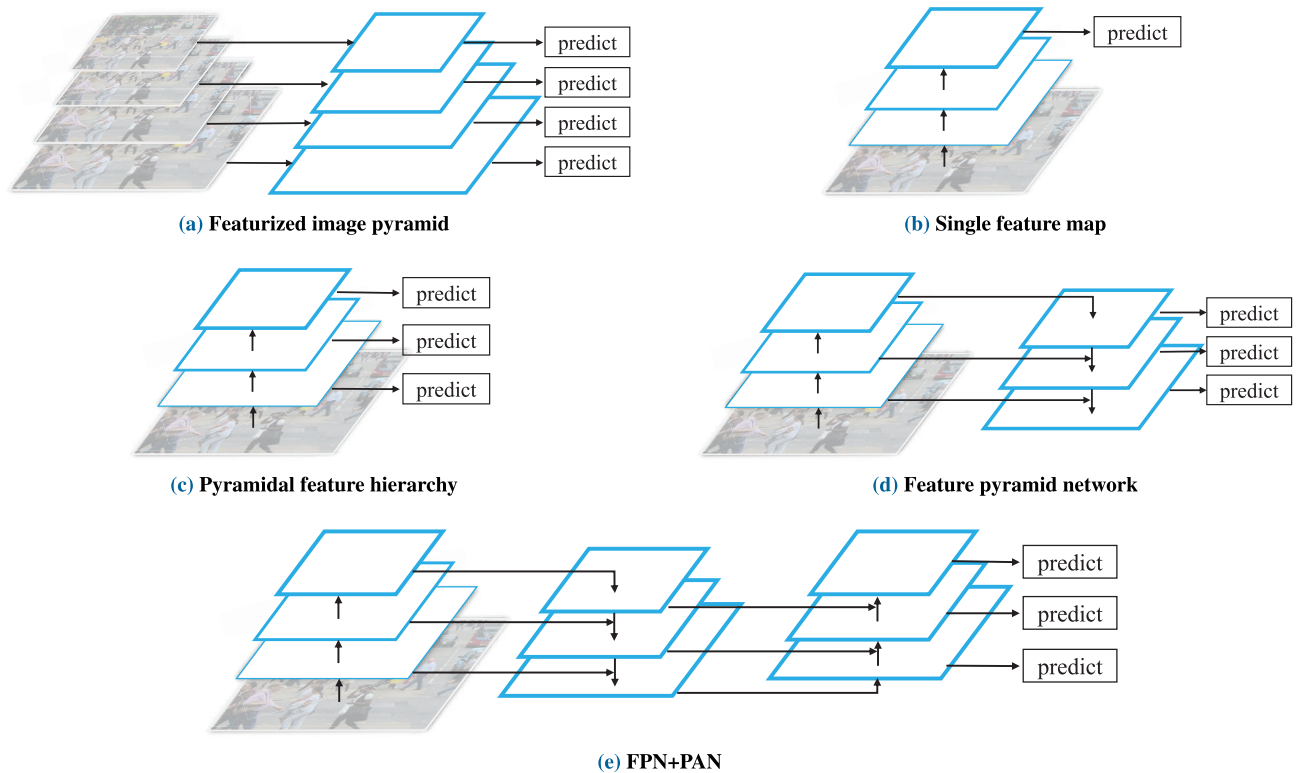 predict
predict
predict
predict
(a) Featurized image pyramid
predict
(b) Single feature map
predict
predict
predict
(c) Pyramidal feature hierarchy
predict
predict
predict
(d) Feature pyramid network
predict
predict
predict
(e) FPN+PAN